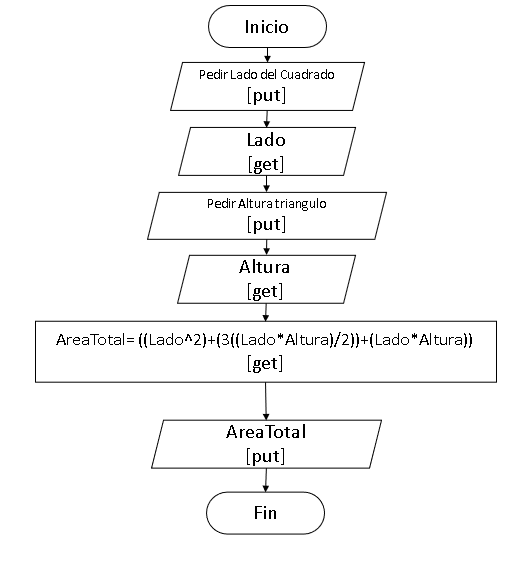 Inicio
Pedir Lado del Cuadrado
[put]
Lado
[get]
Pedir Altura triangulo
[put]
Altura
[get]
AreaTotal= ((Lado^2)+(3((Lado*Altura)/2))+(Lado*Altura))
[get]
AreaTotal
[put]
Fin